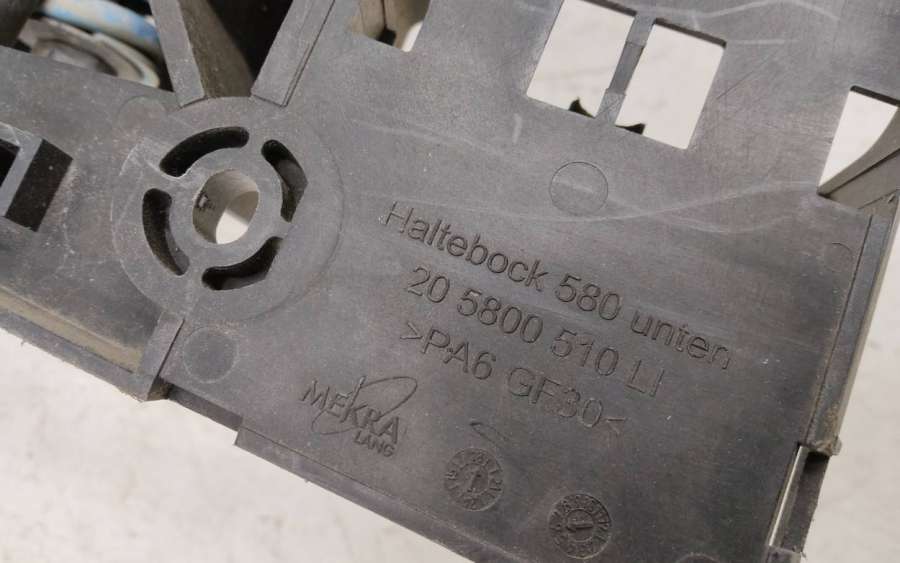 Haltebock 580 unten
20 5800 510 LI
>PA6 GF30<
MEKRA
LANG